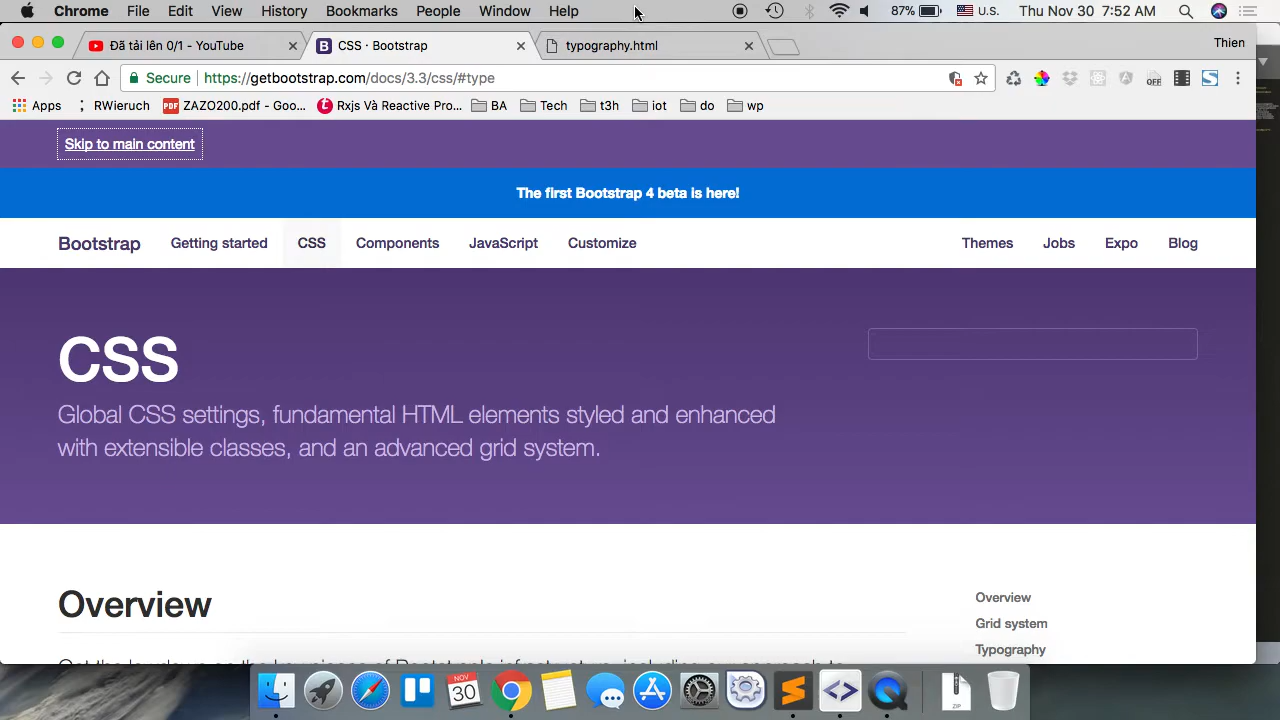 Chrome File Edit View History Bookmarks People Window Help 87% U.S. Thu Nov 30 7:52 AM
Đã tải lên 0/1 - YouTube CSS · Bootstrap typography.html Thien
Secure https://getbootstrap.com/docs/3.3/css/#type
Apps RWieruch ZAZO200.pdf - Goo... Rxjs Và Reactive Pro... BA Tech t3h iot do wp
Skip to main content
The first Bootstrap 4 beta is here!
Bootstrap Getting started CSS Components JavaScript Customize Themes Jobs Expo Blog
CSS
Global CSS settings, fundamental HTML elements styled and enhanced
with extensible classes, and an advanced grid system.
Overview
Overview
Grid system
Typography
NOV
30
ZIP